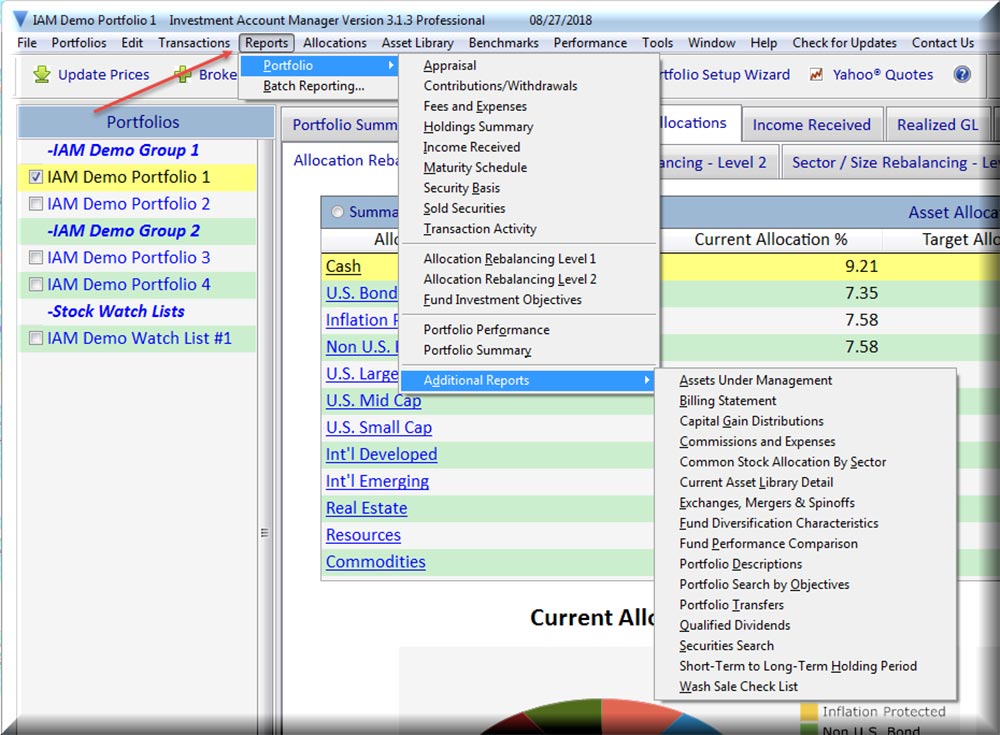 IAM Demo Portfolio 1 Investment Account Manager Version 3.1.3 Professional 08/27/2018
File Portfolios Edit Transactions Reports Allocations Asset Library Benchmarks Performance Tools Window Help Check for Updates Contact Us
Update Prices Broke rtfolio Setup Wizard Yahoo® Quotes ?
Portfolio
Batch Reporting...
Appraisal
Contributions/Withdrawals
Fees and Expenses
Holdings Summary
Income Received
Maturity Schedule
Security Basis
Sold Securities
Transaction Activity
Allocation Rebalancing Level 1
Allocation Rebalancing Level 2
Fund Investment Objectives
Portfolio Performance
Portfolio Summary
Additional Reports
Assets Under Management
Billing Statement
Capital Gain Distributions
Commissions and Expenses
Common Stock Allocation By Sector
Current Asset Library Detail
Exchanges, Mergers & Spinoffs
Fund Diversification Characteristics
Fund Performance Comparison
Portfolio Descriptions
Portfolio Search by Objectives
Portfolio Transfers
Qualified Dividends
Securities Search
Short-Term to Long-Term Holding Period
Wash Sale Check List
Portfolios
-IAM Demo Group 1
IAM Demo Portfolio 1
IAM Demo Portfolio 2
-IAM Demo Group 2
IAM Demo Portfolio 3
IAM Demo Portfolio 4
-Stock Watch Lists
IAM Demo Watch List #1
Portfolio Summ llocations Income Received Realized GL
Allocation Reba ancing - Level 2 Sector / Size Rebalancing - Le
Summa Asset Alloca
Allo Current Allocation % Target Allo
Cash 9.21
U.S. Bond 7.35
Inflation P 7.58
Non U.S. 7.58
U.S. Large
U.S. Mid Cap
U.S. Small Cap
Int'l Developed
Int'l Emerging
Real Estate
Resources
Commodities
Current Allo
Inflation Protected
Non U.S. Bond